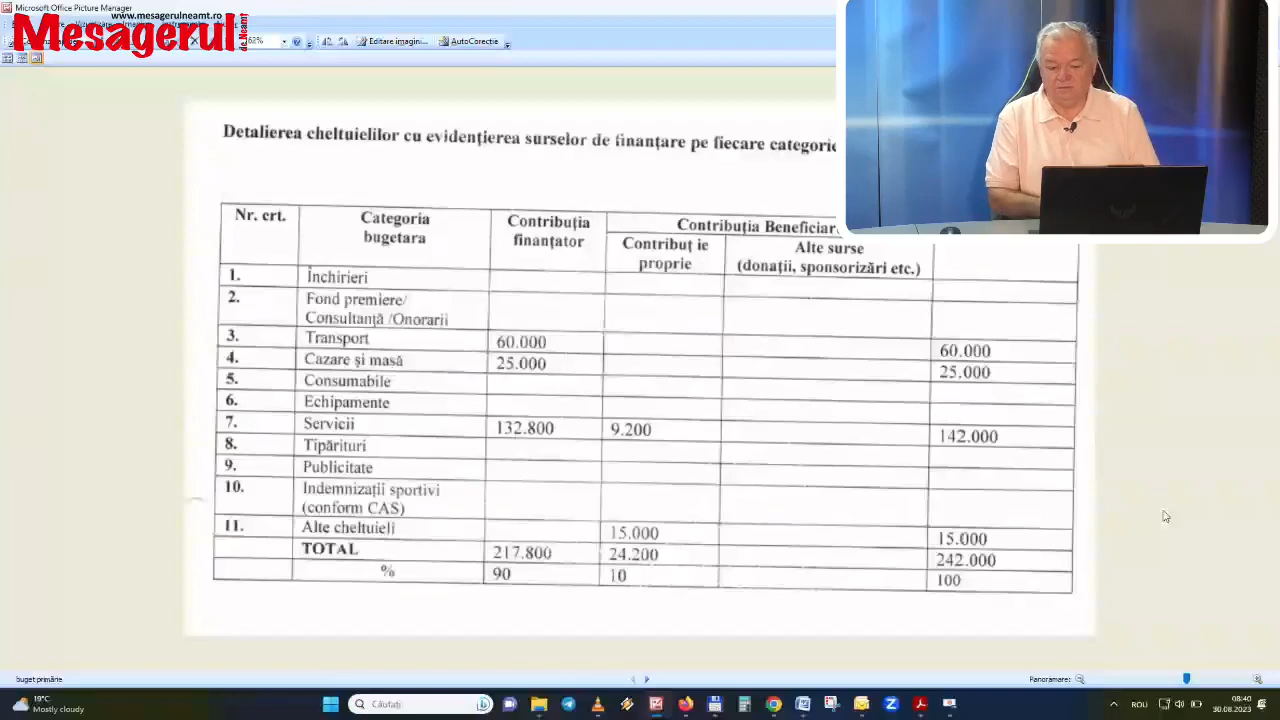 Microsoft Office Picture Manager
www.mesagerulneamt.ro
Mesagerul
de Neamț
62%
Editare imagini...
AutoCorecție
Detalierea cheltuielilor cu evidențierea surselor de finanțare pe fiecare categorie
Nr. crt.
Categoria bugetara
Contribuția finanțator
Contribuția Beneficiar
Contribuț ie proprie
Alte surse (donații, sponsorizări etc.)
1. Închirieri
2. Fond premiere/ Consultanță /Onorarii
3. Transport 60.000 60.000
4. Cazare și masă 25.000 25.000
5. Consumabile
6. Echipamente
7. Servicii 132.800 9.200 142.000
8. Tipărituri
9. Publicitate
10. Indemnizații sportivi (conform CAS)
11. Alte cheltuieli 15.000 15.000
TOTAL 217.800 24.200 242.000
% 90 10 100
buget primărie
Panoramare:
19°C
Mostly cloudy
Căutați
ROU
08:40
30.08.2023